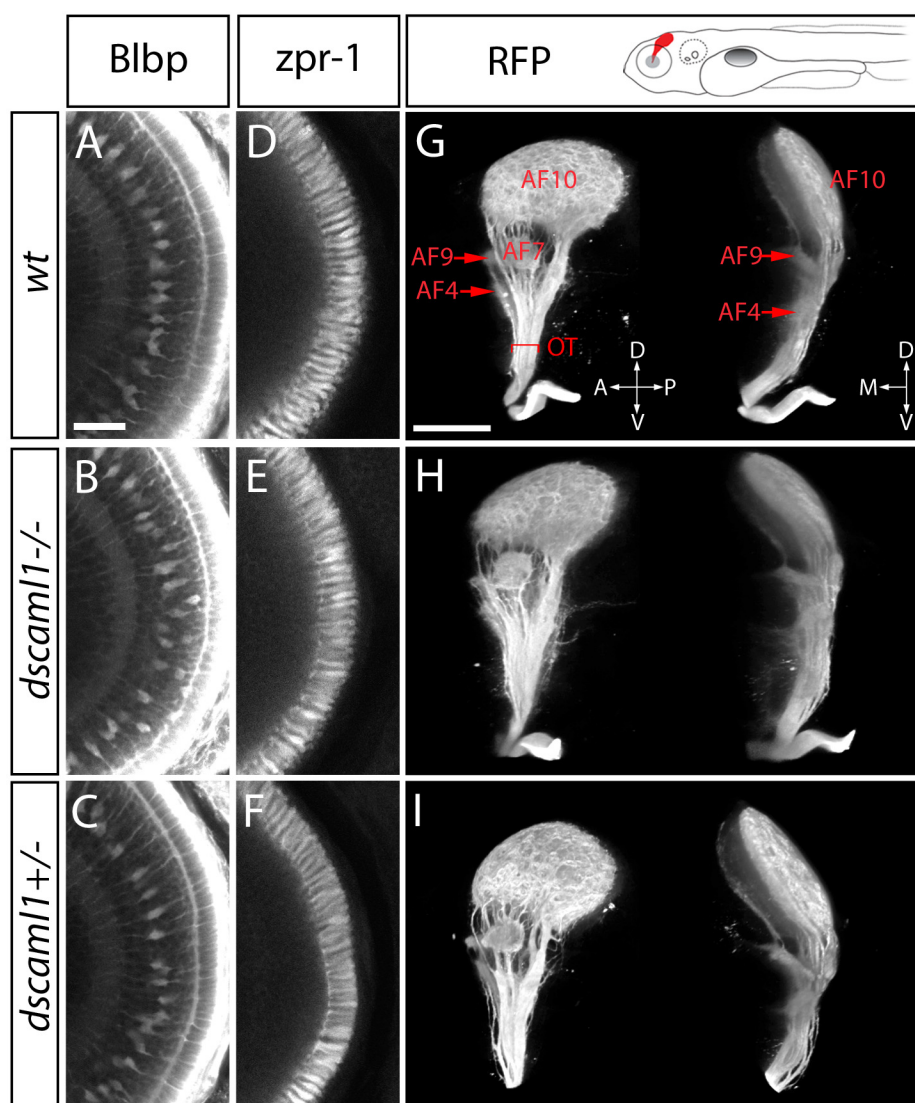 Blbp
zpr-1
RFP
wt
A
D
G
AF10
AF10
AF9
AF7
AF9
AF4
AF4
OT
D
A
P
V
D
M
V
dscaml1-/-
B
E
H
dscaml1+/-
C
F
I